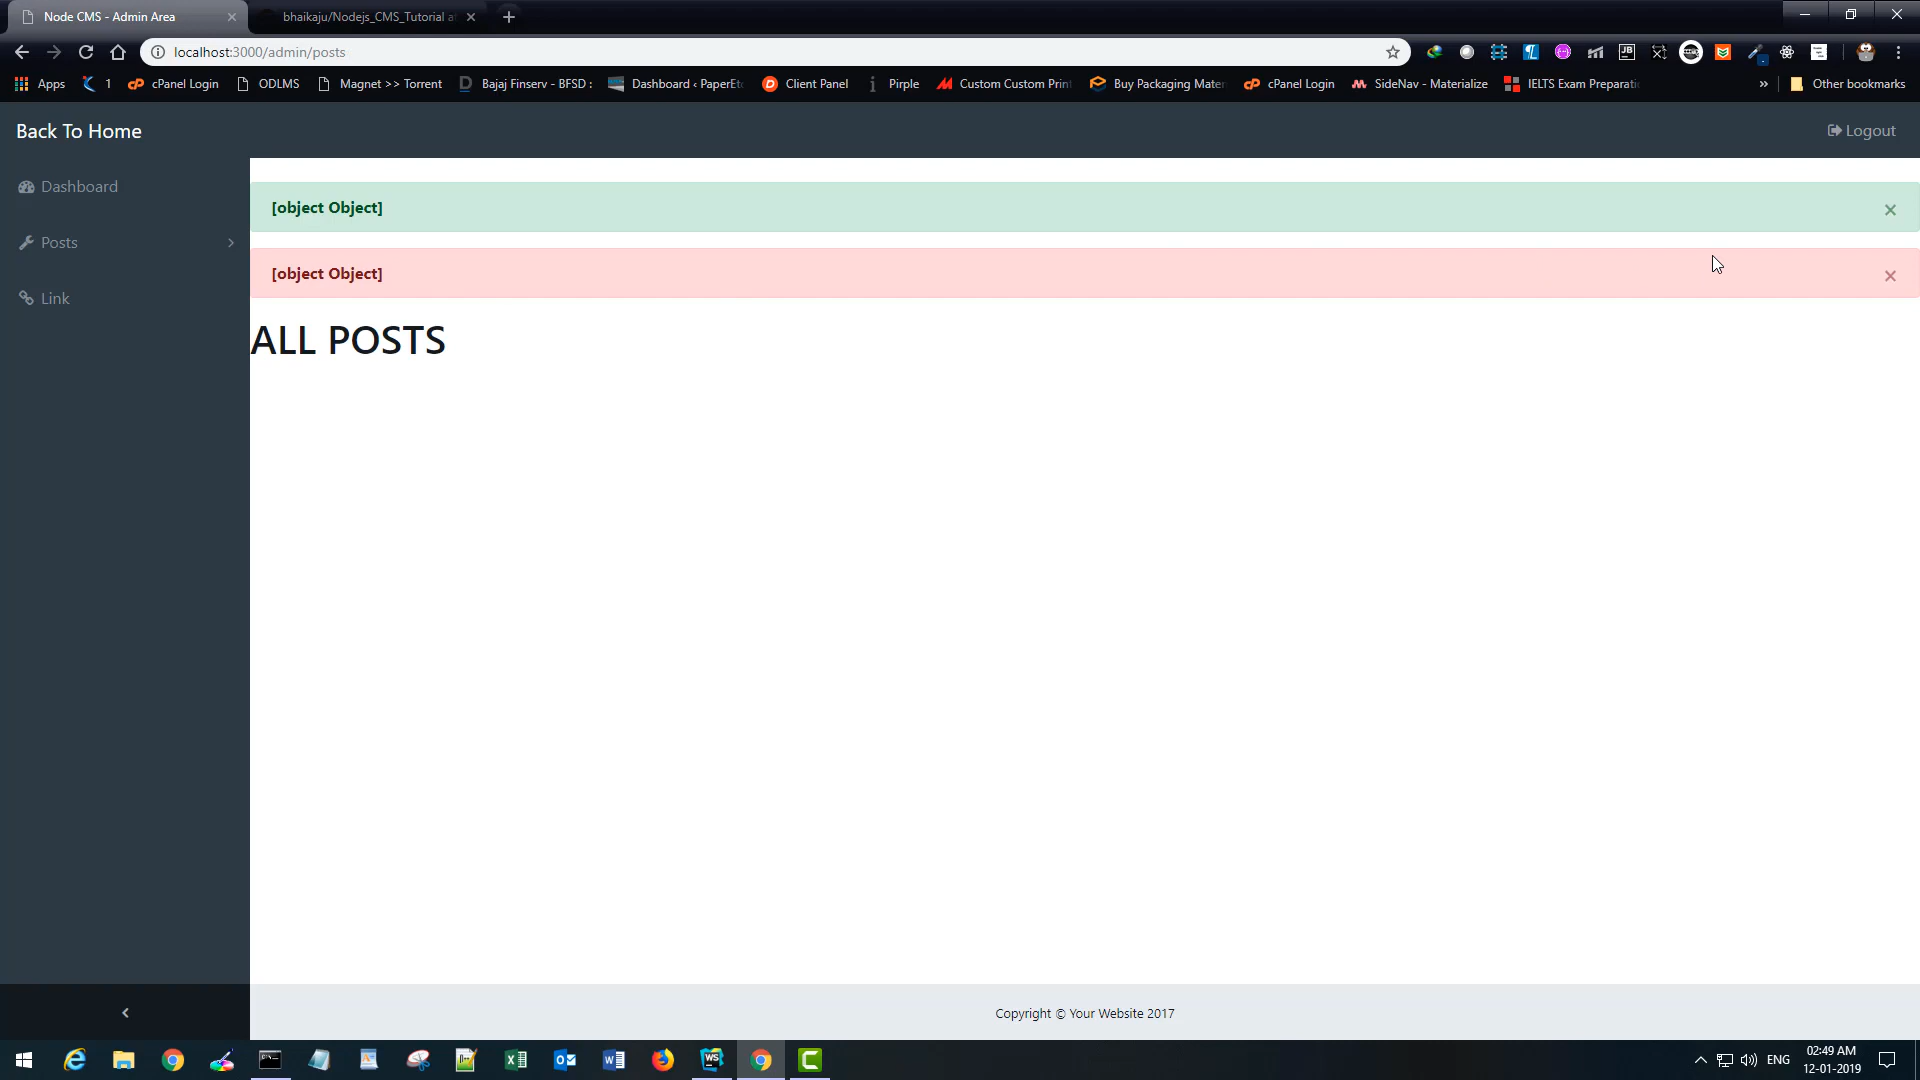 Node CMS - Admin Area
bhaikaju/Nodejs_CMS_Tutorial a
localhost:3000/admin/posts
Apps 1 cPanel Login ODLMS Magnet >> Torrent Bajaj Finserv - BFSD : Dashboard ‹ PaperEt Client Panel Pirple Custom Custom Print Buy Packaging Mater cPanel Login SideNav - Materialize IELTS Exam Preparati » Other bookmarks
Back To Home
Logout
Dashboard
[object Object] ×
Posts
[object Object] ×
Link
ALL POSTS
Copyright © Your Website 2017
ENG
02:49 AM
12-01-2019